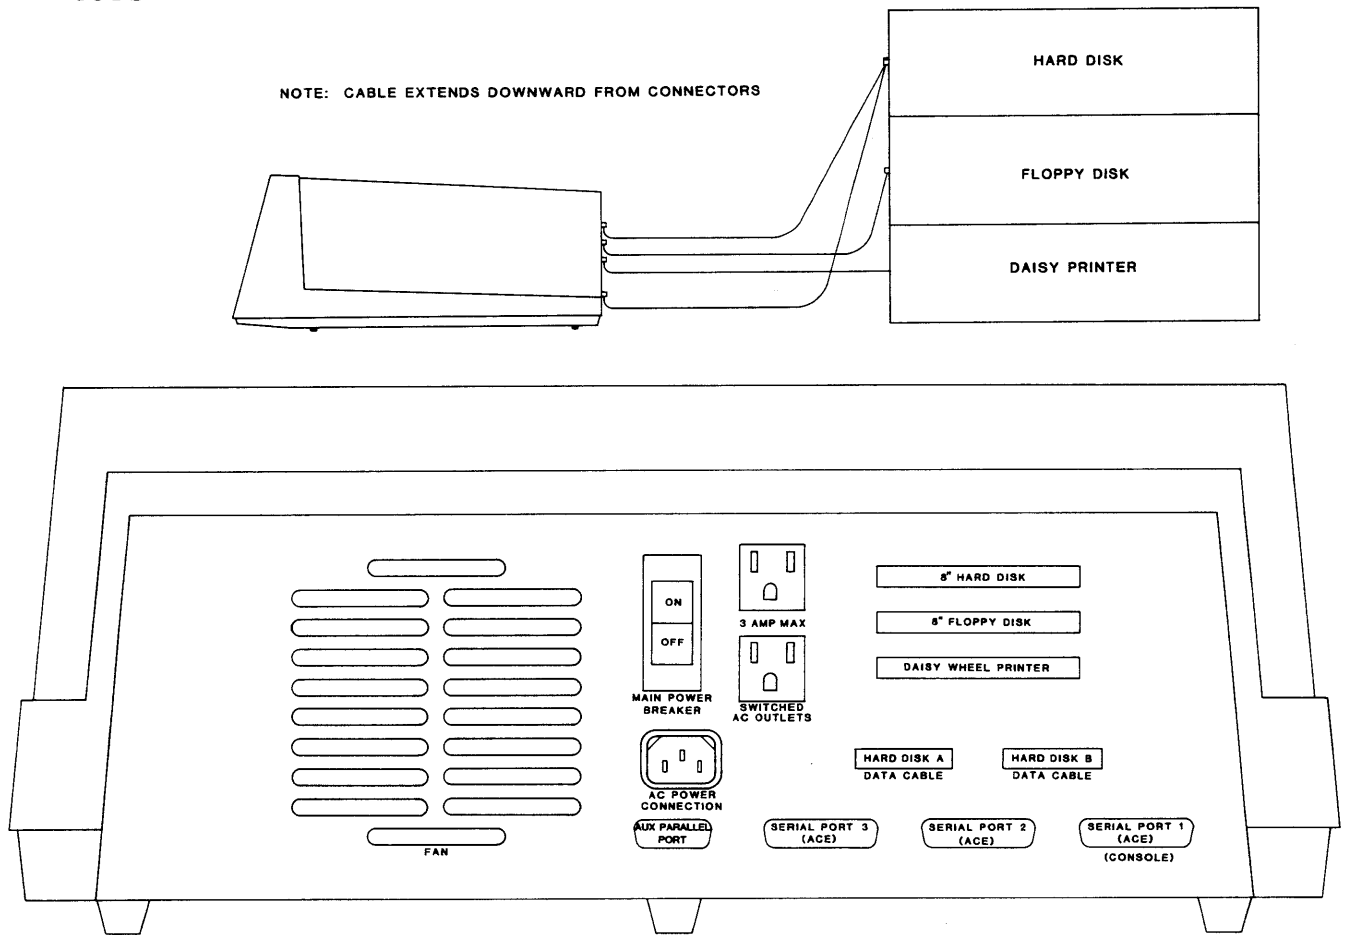 HARD DISK
NOTE: CABLE EXTENDS DOWNWARD FROM CONNECTORS
FLOPPY DISK
DAISY PRINTER
ON
OFF
MAIN POWER
BREAKER
3 AMP MAX
SWITCHED
AC OUTLETS
8" HARD DISK
8" FLOPPY DISK
DAISY WHEEL PRINTER
AC POWER
CONNECTION
HARD DISK A
DATA CABLE
HARD DISK B
DATA CABLE
FAN
AUX PARALLEL
PORT
SERIAL PORT 3
(ACE)
SERIAL PORT 2
(ACE)
SERIAL PORT 1
(ACE)
(CONSOLE)